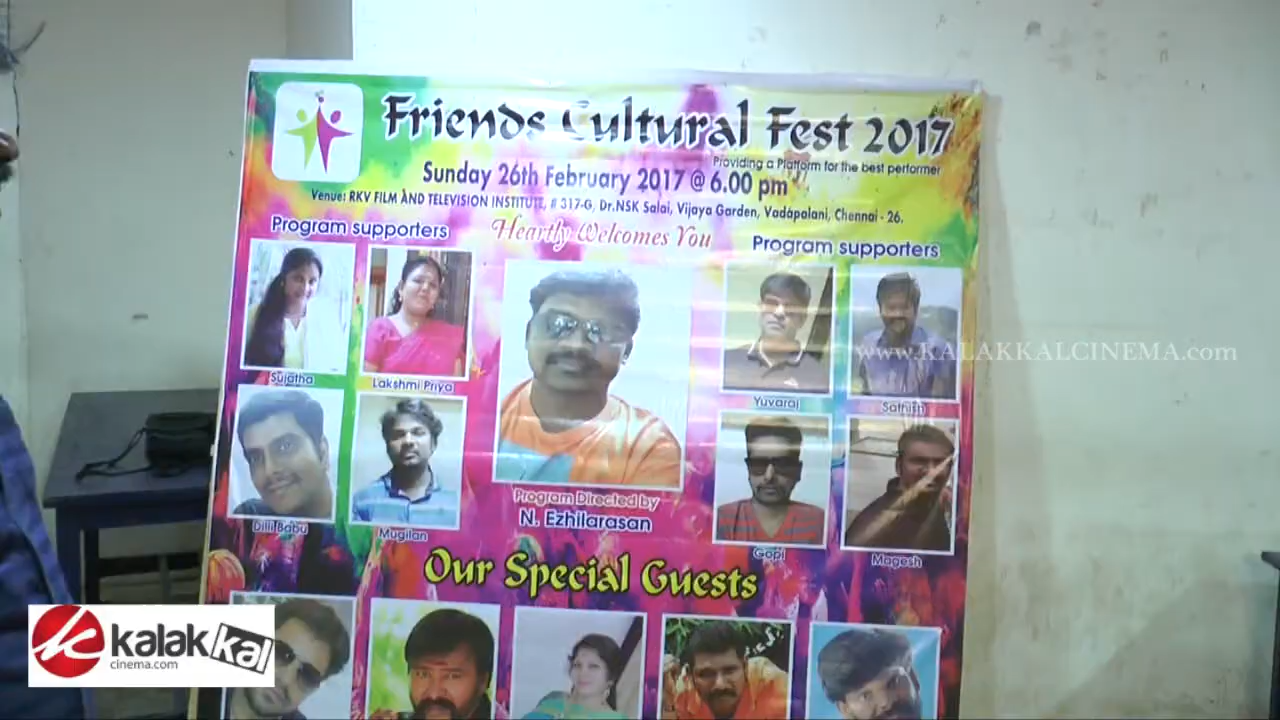 Friends Cultural Fest 2017
Providing a Platform for the best performer
Sunday 26th February 2017 @ 6.00 pm
Venue: RKV FILM AND TELEVISION INSTITUTE, # 317-G, Dr.NSK Salai, Vijaya Garden, Vadapalani, Chennai - 26.
Program supporters
Heartly Welcomes You
Program supporters
Sujatha
Lakshmi Priya
Yuvaraj
Sathish
www.KALAKKALCINEMA.com
Dilli Babu
Mugilan
Program Directed by
N. Ezhilarasan
Gopi
Magesh
Our Special Guests
kalakkal
cinema.com